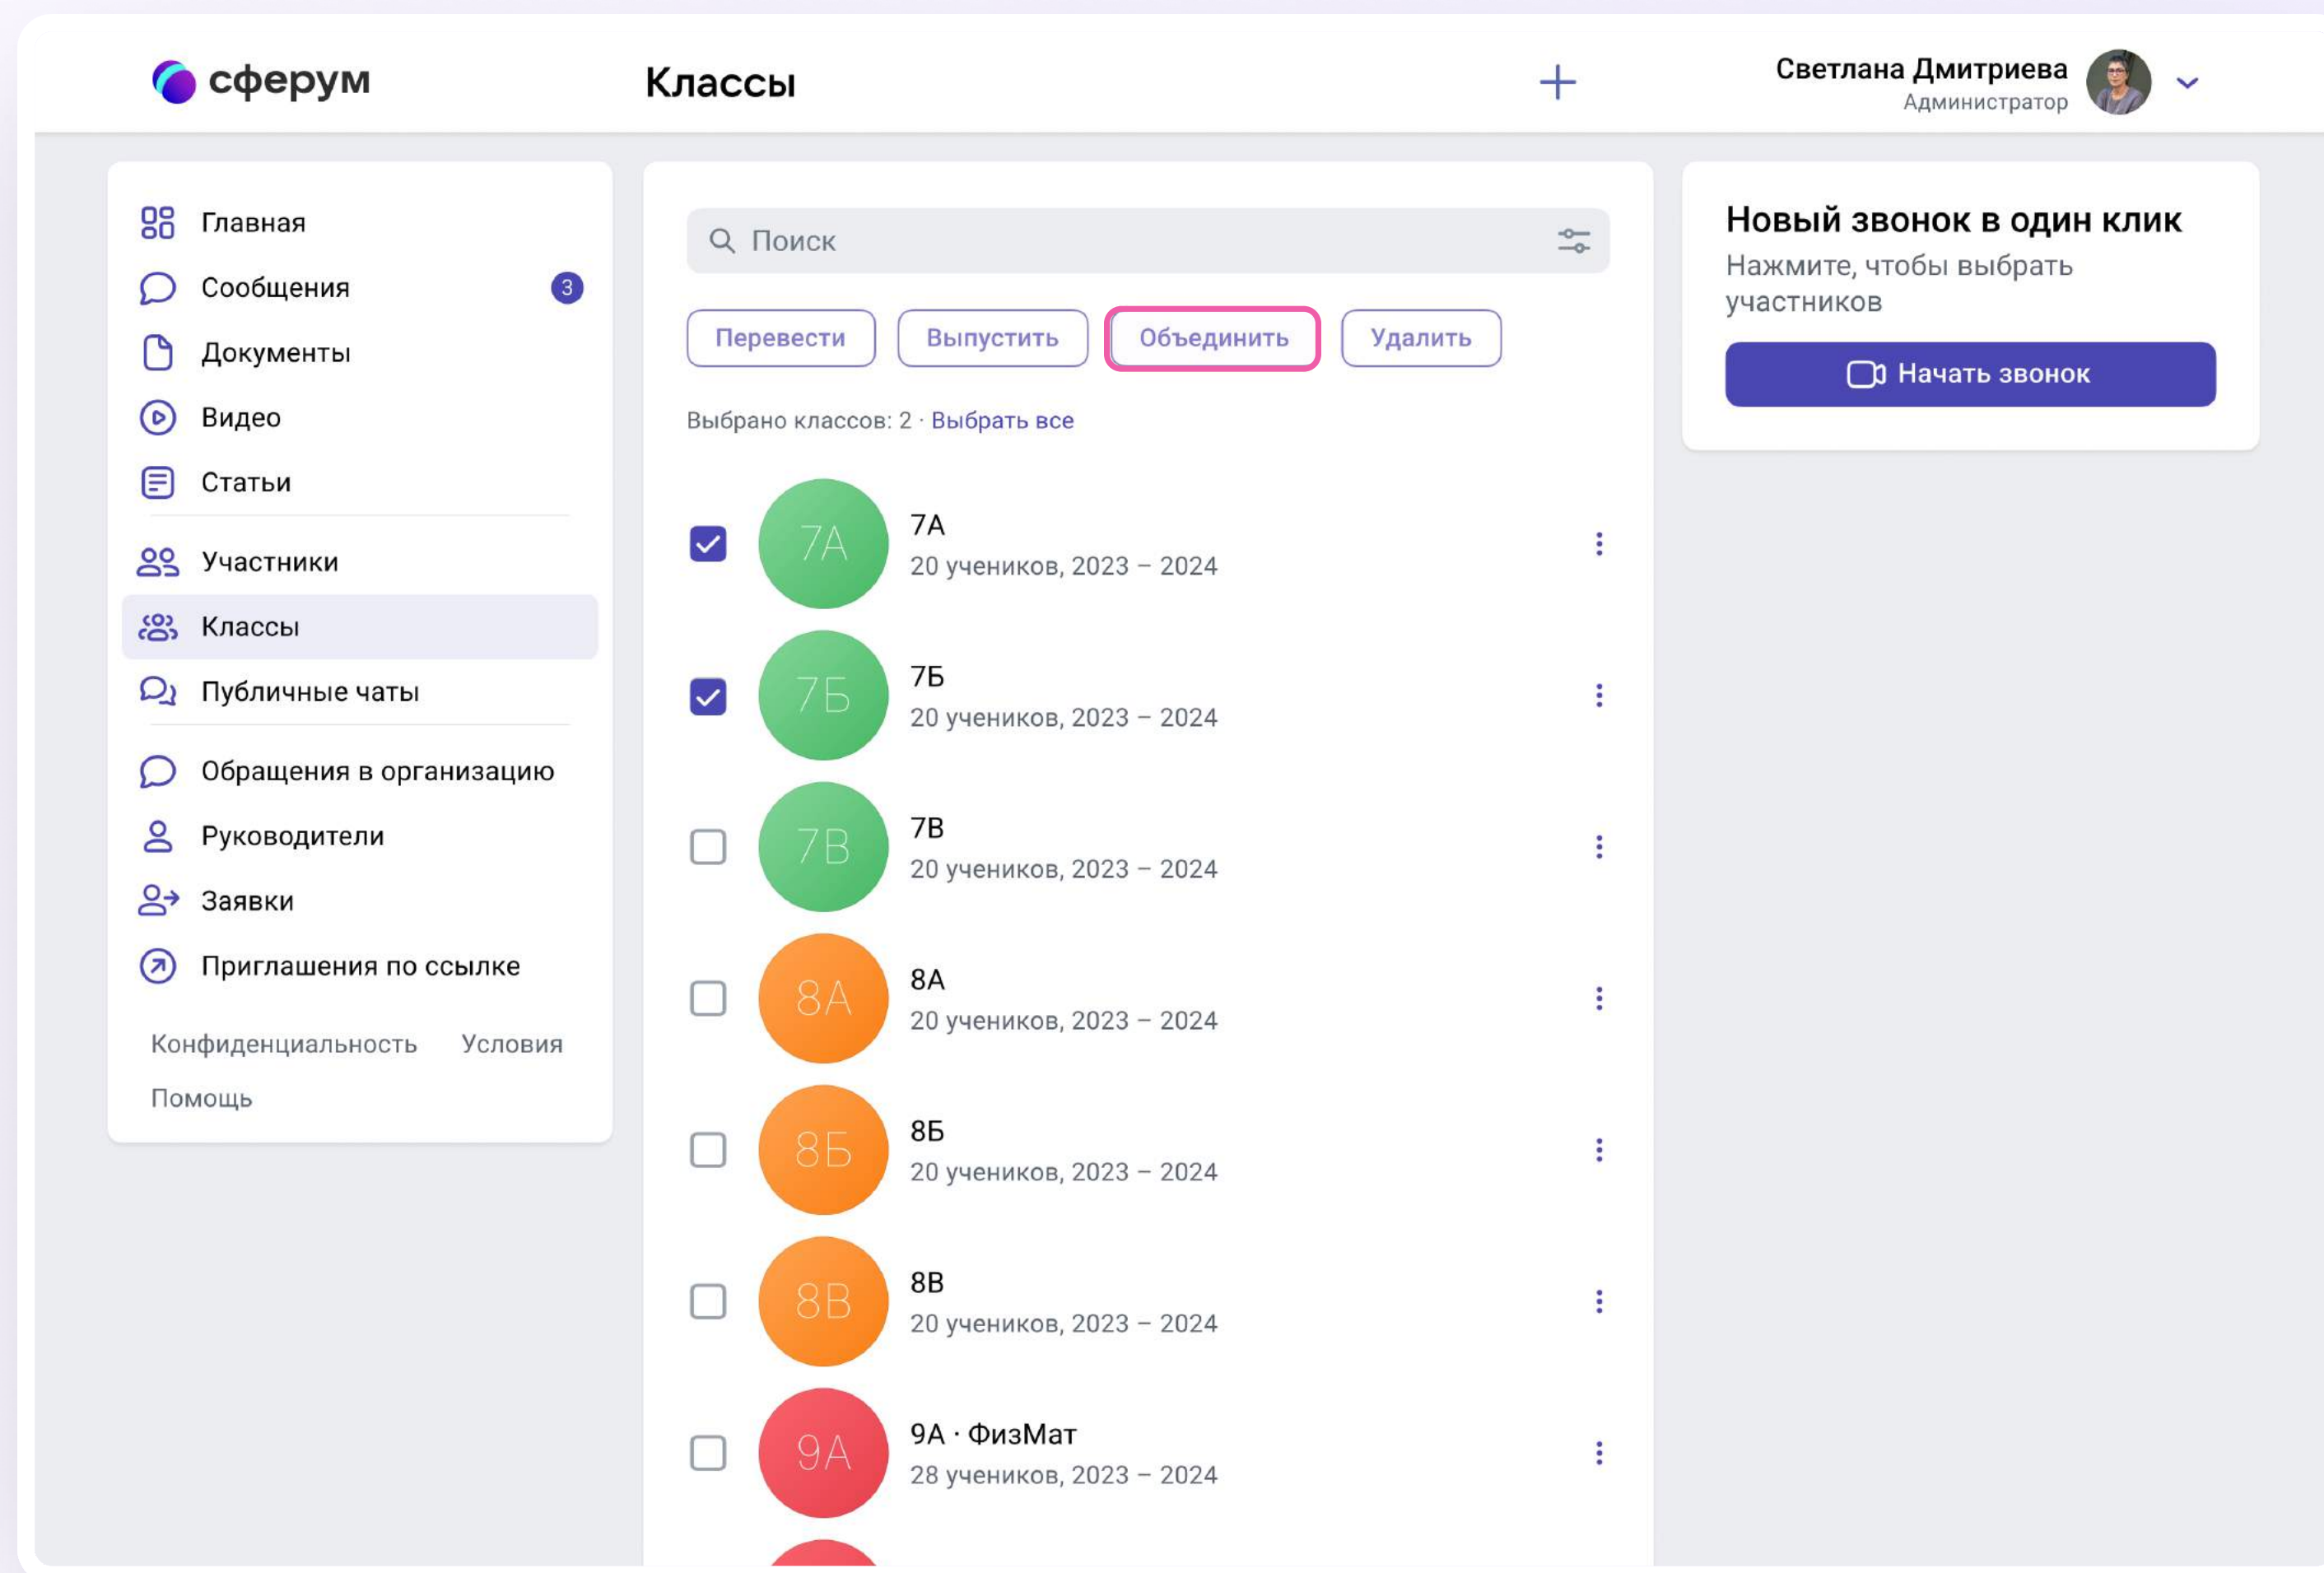 сферум
Классы
Светлана Дмитриева
Администратор
Главная
Сообщения
3
Документы
Видео
Статьи
Участники
Классы
Публичные чаты
Обращения в организацию
Руководители
Заявки
Приглашения по ссылке
Конфиденциальность Условия
Помощь
Поиск
Перевести Выпустить Объединить Удалить
Выбрано классов: 2 · Выбрать все
7А
7А
20 учеников, 2023 – 2024
7Б
7Б
20 учеников, 2023 – 2024
7В
7В
20 учеников, 2023 – 2024
8А
8А
20 учеников, 2023 – 2024
8Б
8Б
20 учеников, 2023 – 2024
8В
8В
20 учеников, 2023 – 2024
9А
9А · ФизМат
28 учеников, 2023 – 2024
Новый звонок в один клик
Нажмите, чтобы выбрать
участников
Начать звонок